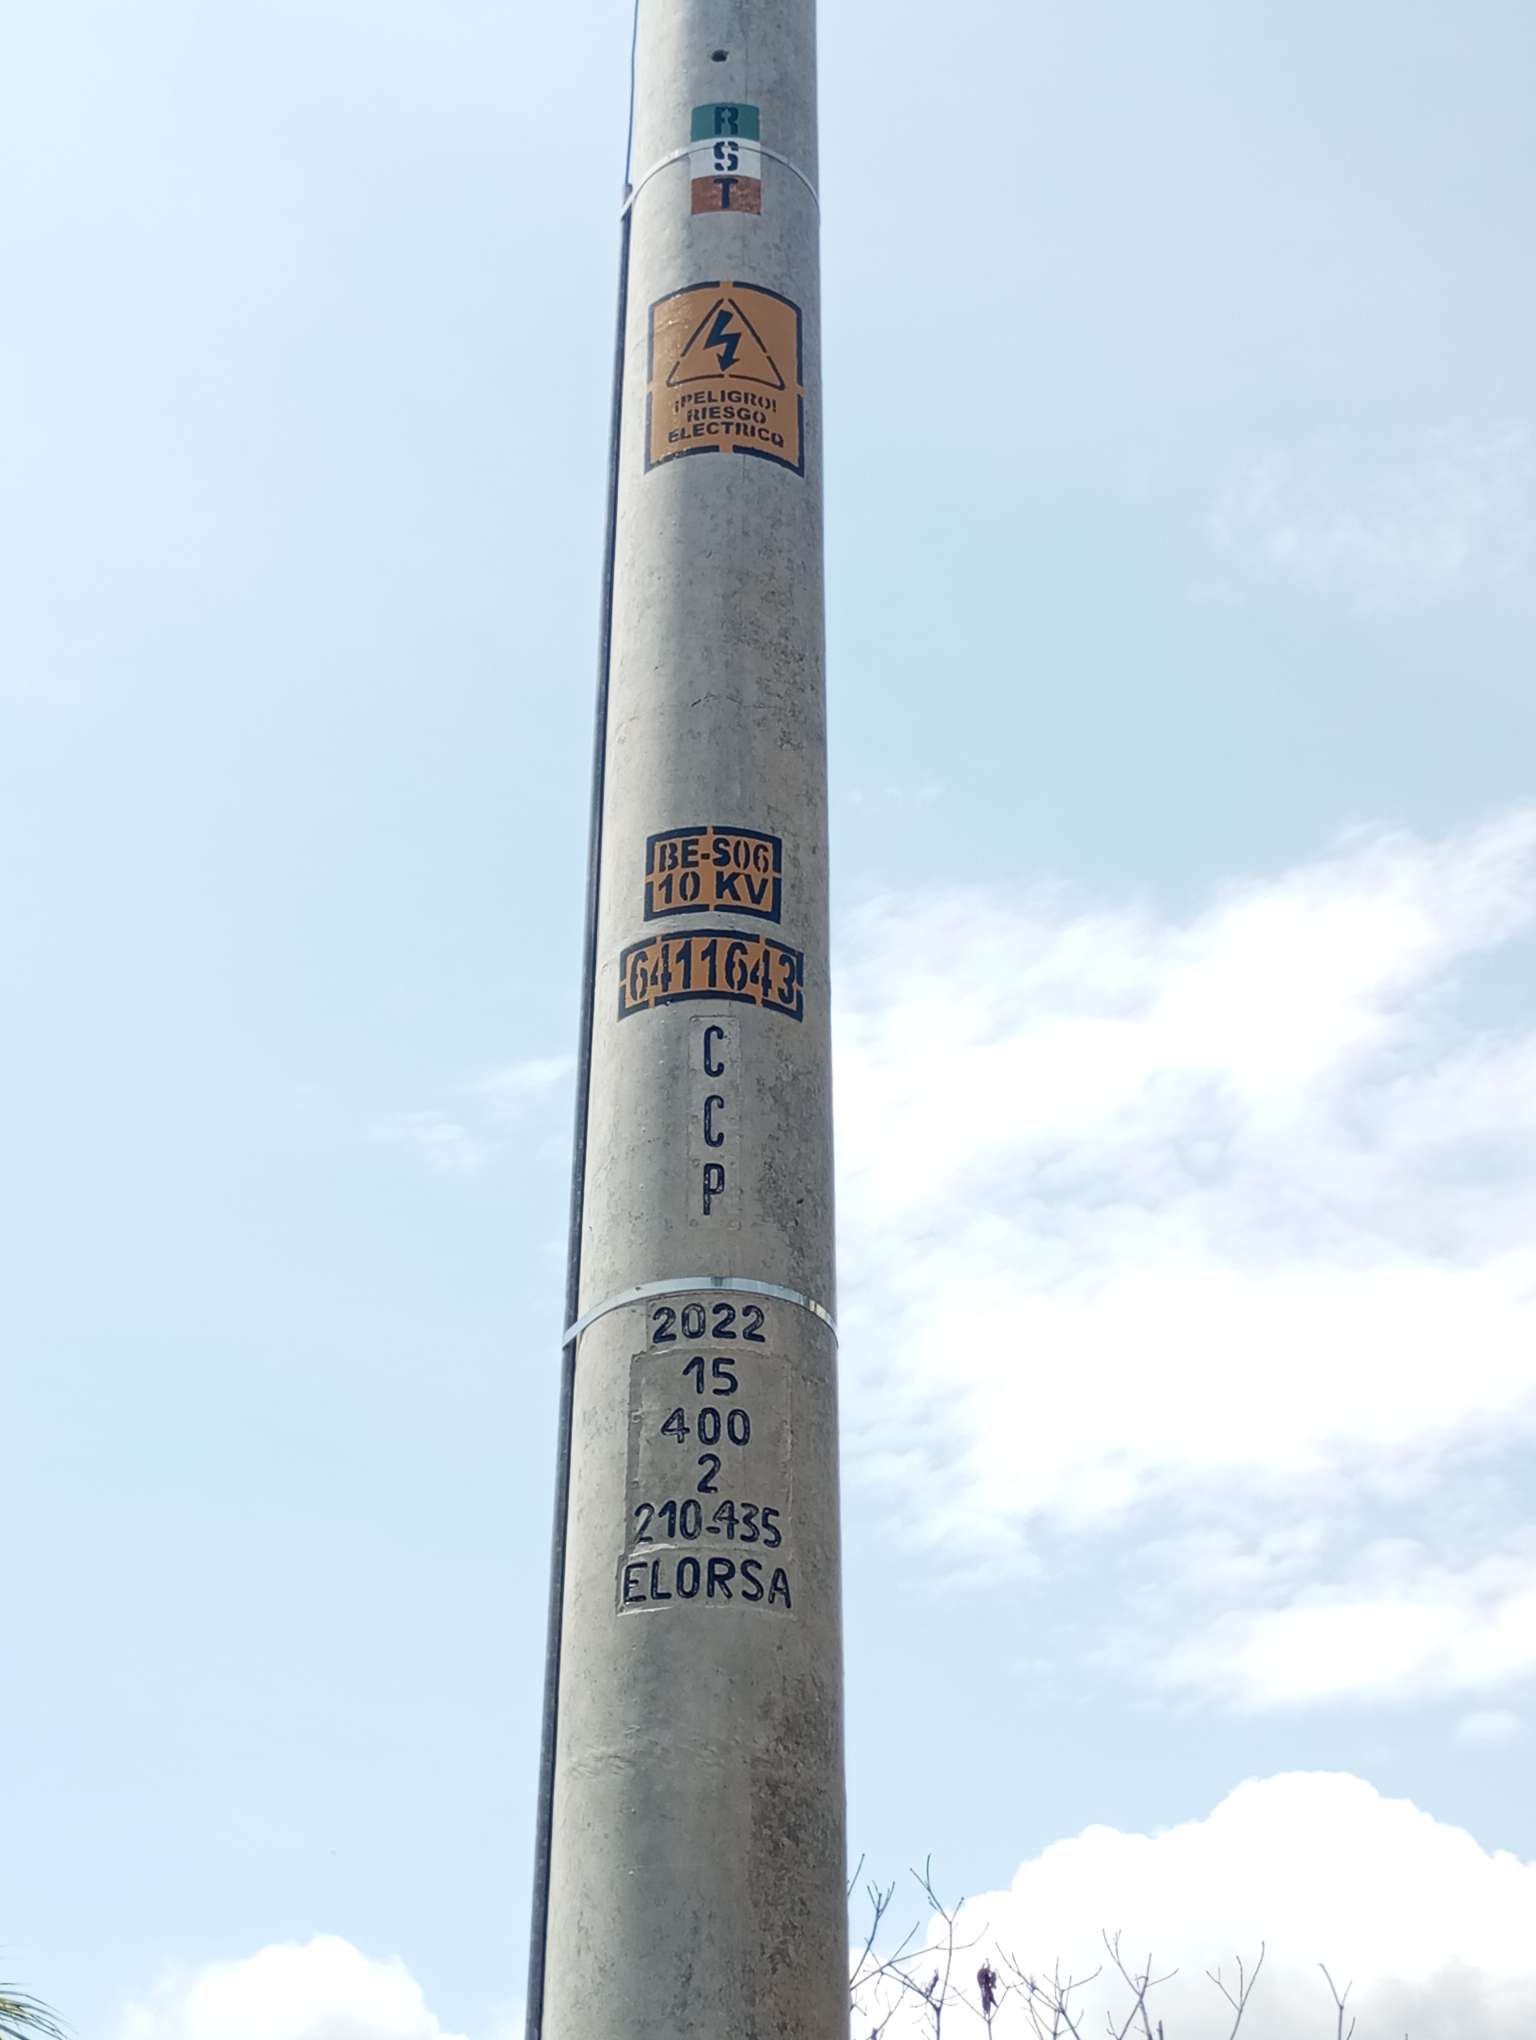 R
S
T
¡PELIGRO!
RIESGO
ELECTRICO
BE-S06
10 KV
6411643
C
C
P
2022
15
400
2
210-435
ELORSA